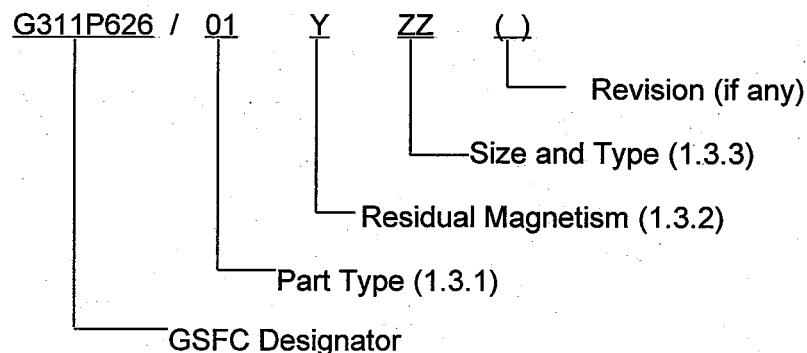 G311P626 / 01 Y ZZ ( )
Revision (if any)
Size and Type (1.3.3)
Residual Magnetism (1.3.2)
Part Type (1.3.1)
GSFC Designator